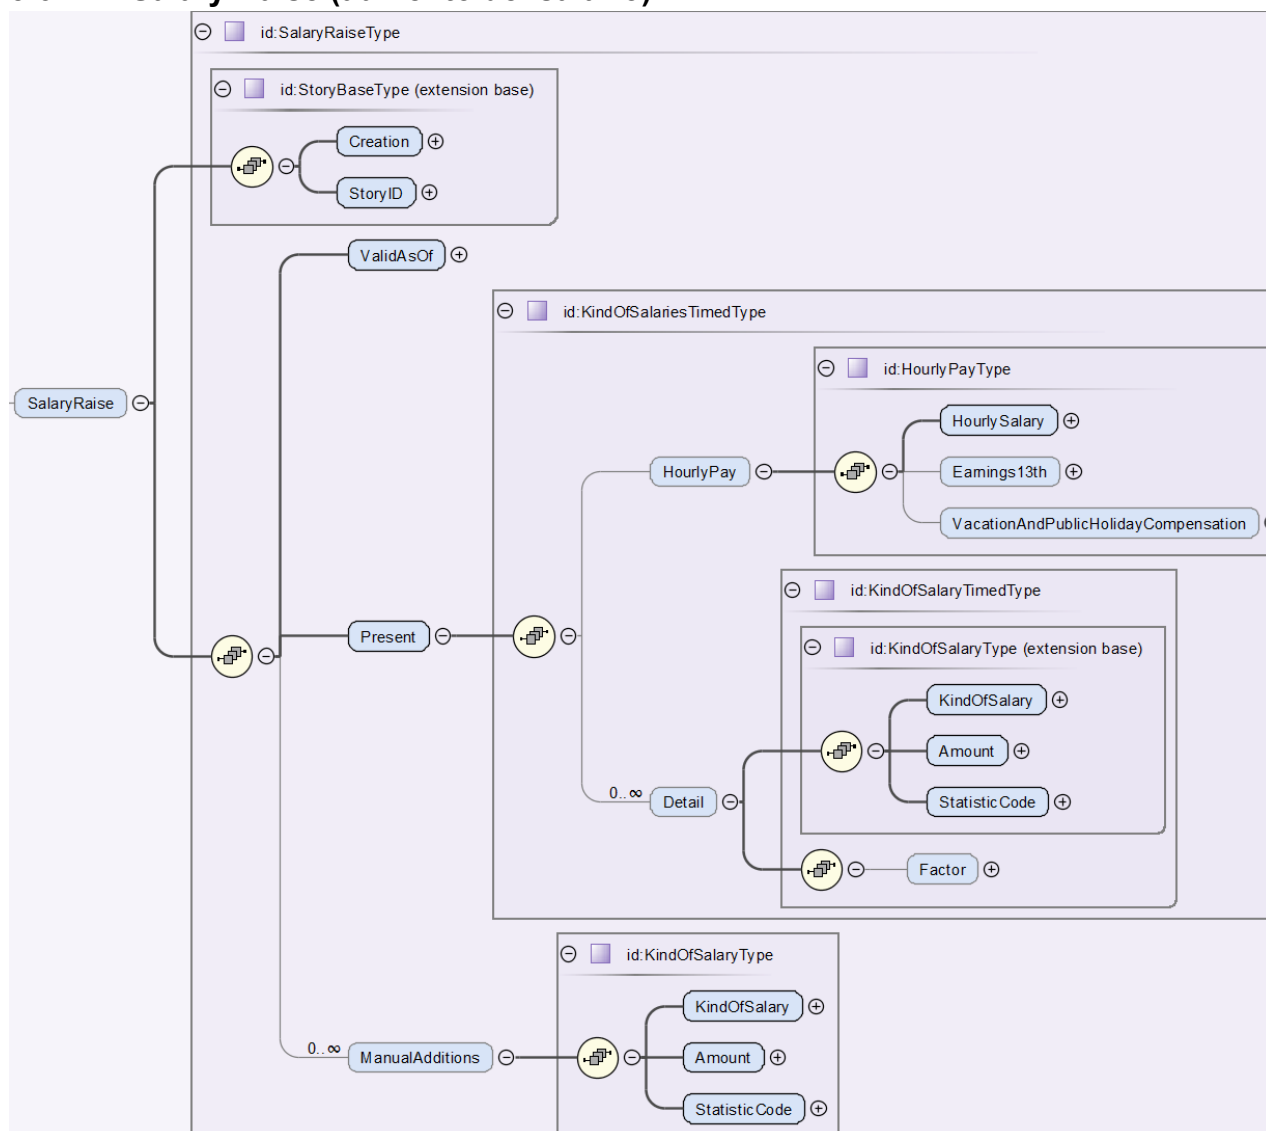 id:SalaryRaiseType
id:StoryBaseType (extension base)
Creation
StoryID
ValidAsOf
id:KindOfSalariesTimedType
id:HourlyPayType
SalaryRaise
HourlySalary
HourlyPay
Earnings13th
VacationAndPublicHolidayCompensation
id:KindOfSalaryTimedType
Present
id:KindOfSalaryType (extension base)
KindOfSalary
Amount
0..∞ Detail
StatisticCode
Factor
id:KindOfSalaryType
KindOfSalary
0..∞ ManualAdditions
Amount
StatisticCode